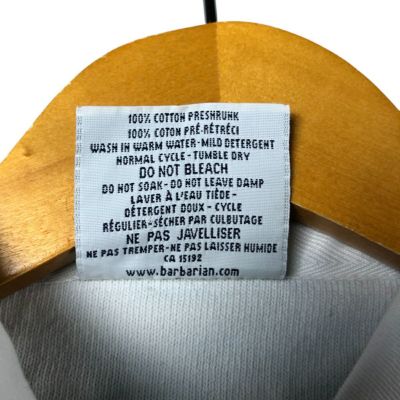 100% COTTON PRESHRUNK
100% COTON PRÉ-RÉTRÉCI
WASH IN WARM WATER-MILD DETERGENT
NORMAL CYCLE - TUMBLE DRY
DO NOT BLEACH
DO NOT SOAK - DO NOT LEAVE DAMP
LAVER À L'EAU TIÈDE -
DÉTERGENT DOUX - CYCLE
RÉGULIER-SÉCHER PAR CULBUTAGE
NE PAS JAVELLISER
NE PAS TREMPER-NE PAS LAISSER HUMIDE
CA 15192
www.barbarian.com